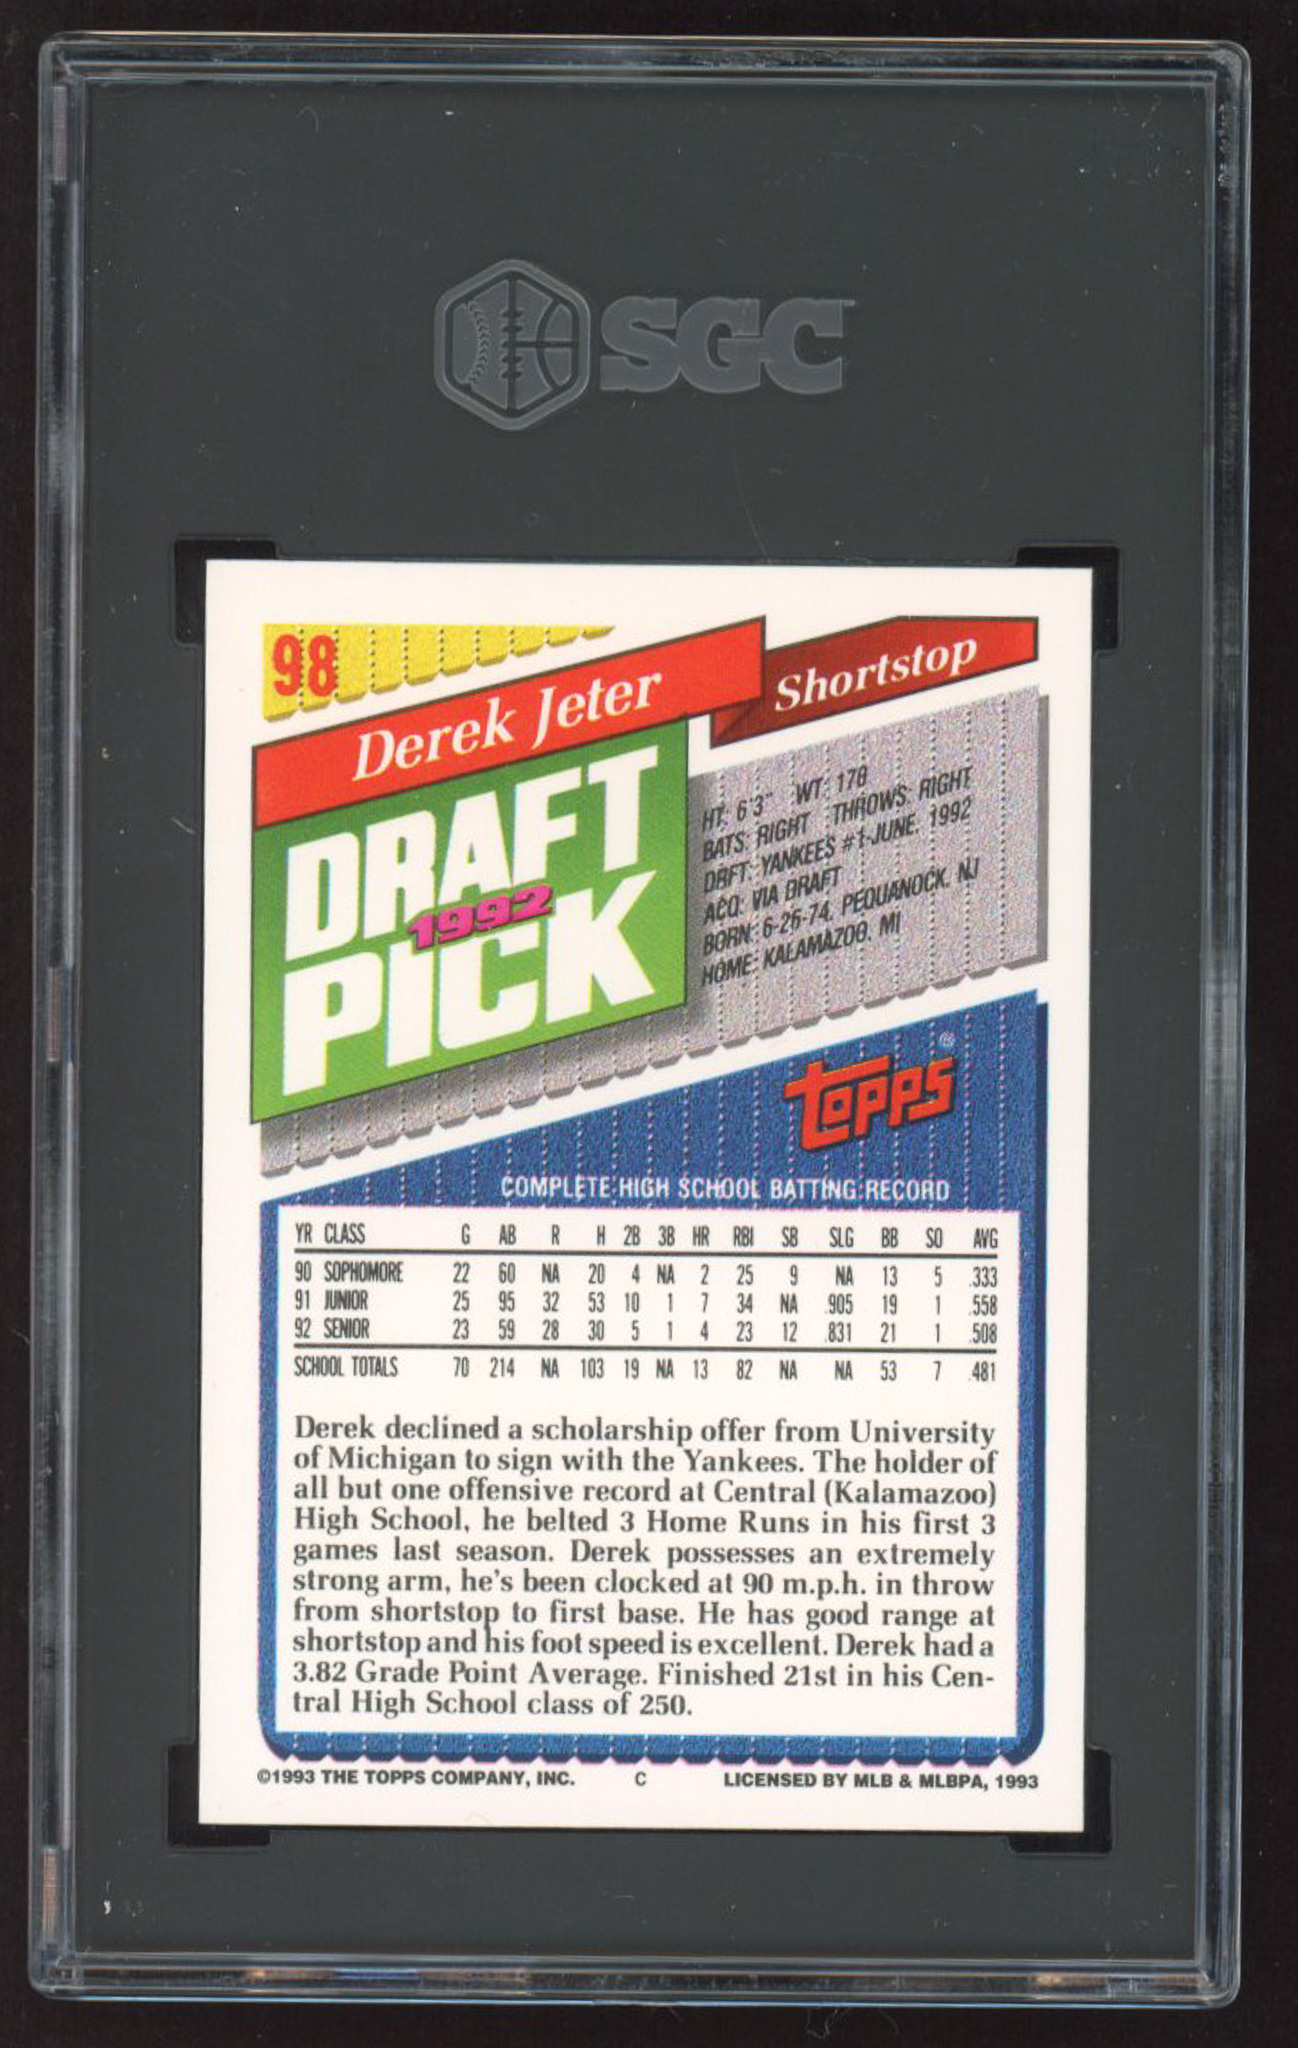 SGC
98
Derek Jeter
Shortstop
DRAFT
1992
PICK
HT: 6'3" WT: 178
BATS: RIGHT THROWS: RIGHT
DRFT: YANKEES #1-JUNE, 1992
ACQ: VIA DRAFT
BORN: 6-26-74, PEQUANOCK, NJ
HOME: KALAMAZOO, MI
TOPPS®
COMPLETE HIGH SCHOOL BATTING RECORD
YR CLASS G AB R H 2B 3B HR RBI SB SLG BB SO AVG
90 SOPHOMORE 22 60 NA 20 4 NA 2 25 9 NA 13 5 .333
91 JUNIOR 25 95 32 53 10 1 7 34 NA .905 19 1 .558
92 SENIOR 23 59 28 30 5 1 4 23 12 .831 21 1 .508
SCHOOL TOTALS 70 214 NA 103 19 NA 13 82 NA NA 53 7 .481
Derek declined a scholarship offer from University
of Michigan to sign with the Yankees. The holder of
all but one offensive record at Central (Kalamazoo)
High School, he belted 3 Home Runs in his first 3
games last season. Derek possesses an extremely
strong arm, he's been clocked at 90 m.p.h. in throw
from shortstop to first base. He has good range at
shortstop and his foot speed is excellent. Derek had a
3.82 Grade Point Average. Finished 21st in his Cen-
tral High School class of 250.
©1993 THE TOPPS COMPANY, INC. C LICENSED BY MLB & MLBPA, 1993